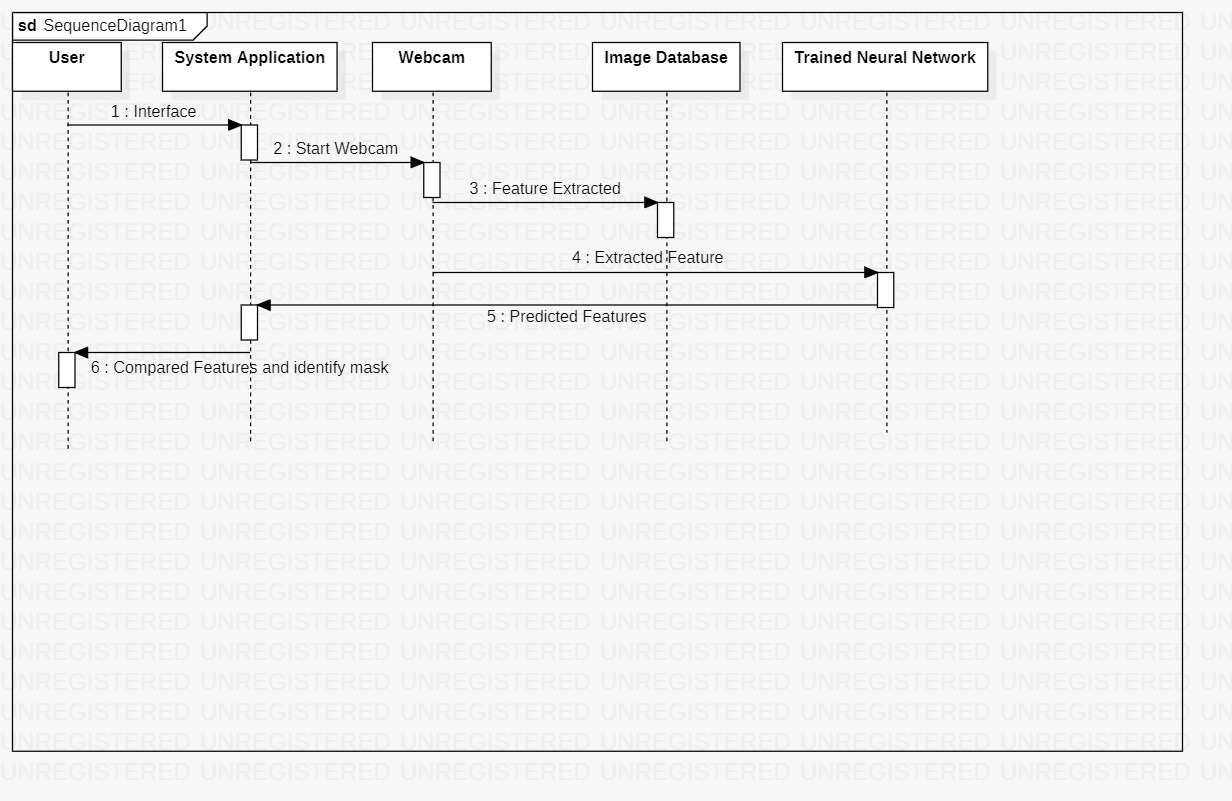 sd SequenceDiagram1
User
System Application
Webcam
Image Database
Trained Neural Network
1 : Interface
2 : Start Webcam
3 : Feature Extracted
4 : Extracted Feature
5 : Predicted Features
6 : Compared Features and identify mask
UNREGISTERED